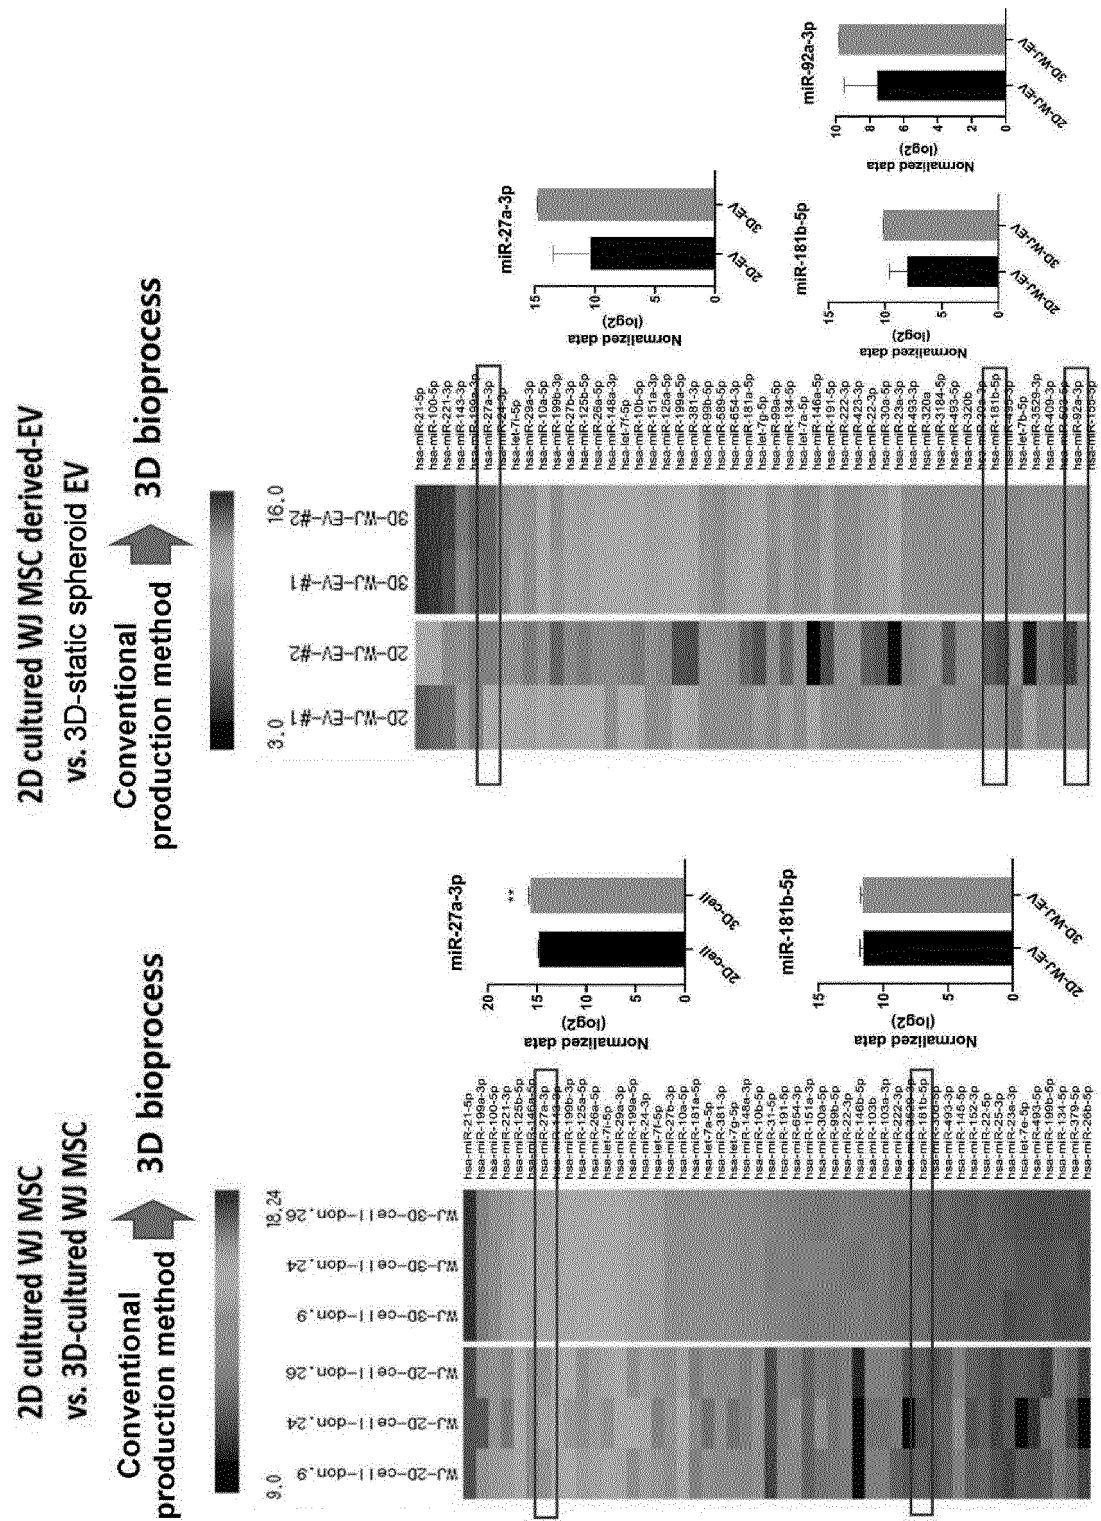 2D cultured WJ MSC
vs. 3D-cultured WJ MSC
Conventional
production method
3D bioprocess
9.0
18.24
WJ-2D-cell-don.9
WJ-2D-cell-don.24
WJ-2D-cell-don.26
WJ-3D-cell-don.9
WJ-3D-cell-don.24
WJ-3D-cell-don.26
hsa-miR-21-5p
hsa-miR-199a-3p
hsa-miR-100-5p
hsa-miR-221-3p
hsa-miR-125b-5p
hsa-miR-146a-5p
hsa-miR-27a-3p
hsa-miR-143-3p
hsa-miR-199b-3p
hsa-miR-125a-5p
hsa-miR-26a-5p
hsa-let-7i-5p
hsa-miR-29a-3p
hsa-miR-199a-5p
hsa-miR-24-3p
hsa-let-7f-5p
hsa-miR-27b-3p
hsa-miR-10a-5p
hsa-miR-181a-5p
hsa-let-7a-5p
hsa-miR-381-3p
hsa-let-7g-5p
hsa-miR-148a-3p
hsa-miR-10b-5p
hsa-miR-31-5p
hsa-miR-191-5p
hsa-miR-654-3p
hsa-miR-151a-3p
hsa-miR-30a-5p
hsa-miR-99b-5p
hsa-miR-22-3p
hsa-miR-146b-5p
hsa-miR-103b
hsa-miR-103a-3p
hsa-miR-222-3p
hsa-miR-3529-3p
hsa-miR-181b-5p
hsa-miR-493-3p
hsa-miR-145-5p
hsa-miR-152-3p
hsa-miR-22-5p
hsa-miR-25-3p
hsa-miR-23a-3p
hsa-let-7e-5p
hsa-miR-493-5p
hsa-miR-199b-5p
hsa-miR-134-5p
hsa-miR-379-5p
hsa-miR-26b-5p
miR-27a-3p
Normalized data
(log2)
20
15
10
5
0
**
2D-cell
3D-cell
miR-181b-5p
Normalized data
(log2)
15
10
5
0
2D-WJ-EV
3D-WJ-EV
2D cultured WJ MSC derived-EV
vs. 3D-static spheroid EV
Conventional
production method
3D bioprocess
3.0
16.0
2D-WJ-EV-#1
2D-WJ-EV-#2
3D-WJ-EV-#1
3D-WJ-EV-#2
hsa-miR-21-5p
hsa-miR-100-5p
hsa-miR-221-3p
hsa-miR-143-3p
hsa-miR-199a-3p
hsa-miR-27a-3p
hsa-miR-24-3p
hsa-let-7i-5p
hsa-miR-29a-3p
hsa-miR-10a-5p
hsa-miR-199b-3p
hsa-miR-27b-3p
hsa-miR-125b-5p
hsa-miR-26a-5p
hsa-miR-148a-3p
hsa-let-7f-5p
hsa-miR-10b-5p
hsa-miR-151a-3p
hsa-miR-125a-5p
hsa-miR-199a-5p
hsa-miR-381-3p
hsa-miR-99b-5p
hsa-miR-589-5p
hsa-miR-654-3p
hsa-miR-181a-5p
hsa-let-7g-5p
hsa-miR-99a-5p
hsa-miR-134-5p
hsa-let-7a-5p
hsa-miR-146a-5p
hsa-miR-191-5p
hsa-miR-222-3p
hsa-miR-423-3p
hsa-miR-22-3p
hsa-miR-30a-5p
hsa-miR-23a-3p
hsa-miR-493-3p
hsa-miR-320a
hsa-miR-3184-5p
hsa-miR-493-5p
hsa-miR-320b
hsa-miR-181b-5p
hsa-let-7b-5p
hsa-miR-3529-3p
hsa-miR-409-3p
hsa-miR-92a-3p
hsa-miR-155-5p
miR-27a-3p
Normalized data
(log2)
15
10
5
0
2D-EV
3D-EV
miR-181b-5p
Normalized data
(log2)
15
10
5
0
2D-WJ-EV
3D-WJ-EV
miR-92a-3p
Normalized data
(log2)
10
8
6
4
2
0
2D-WJ-EV
3D-WJ-EV